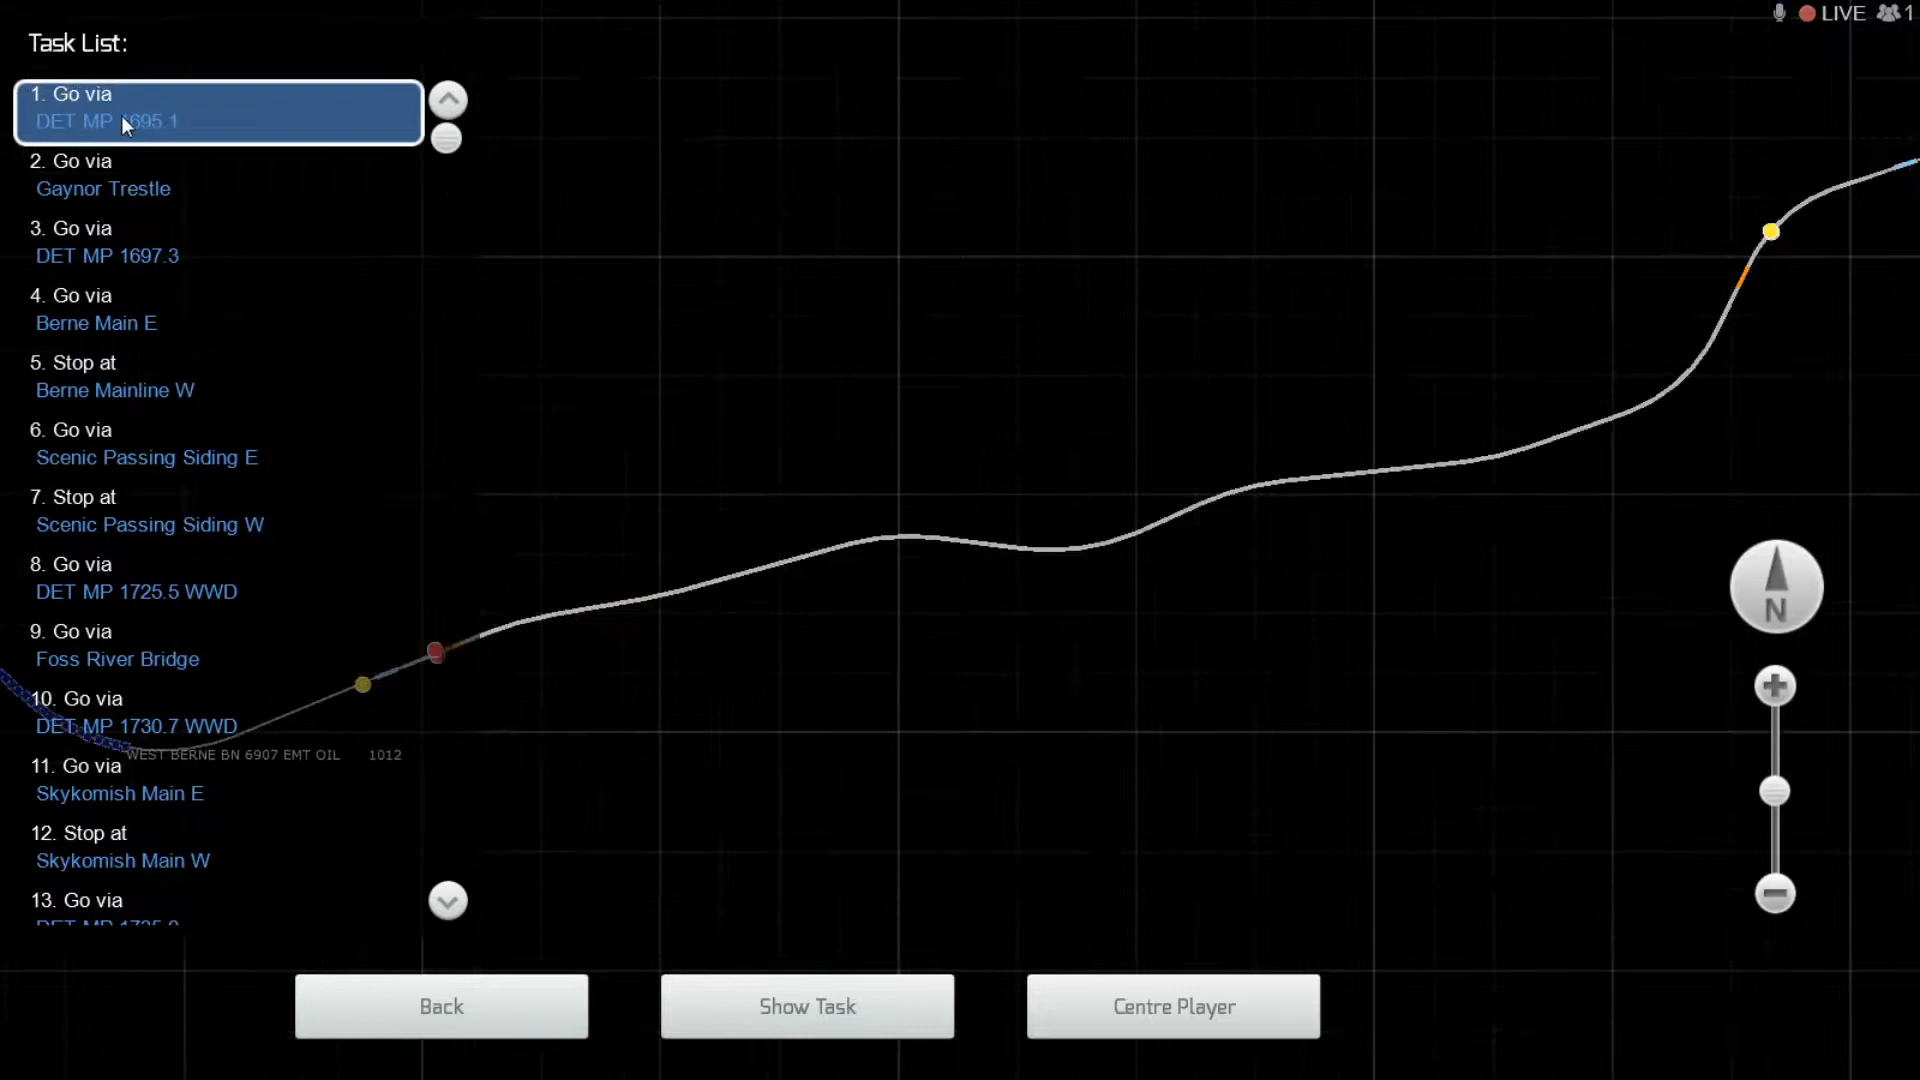 LIVE 1
Task List:
1. Go via
DET MP 1695.1
2. Go via
Gaynor Trestle
3. Go via
DET MP 1697.3
4. Go via
Berne Main E
5. Stop at
Berne Mainline W
6. Go via
Scenic Passing Siding E
7. Stop at
Scenic Passing Siding W
8. Go via
DET MP 1725.5 WWD
9. Go via
Foss River Bridge
10. Go via
DET MP 1730.7 WWD
WEST BERNE BN 6907 EMT OIL 1012
11. Go via
Skykomish Main E
12. Stop at
Skykomish Main W
13. Go via
N
Back
Show Task
Centre Player